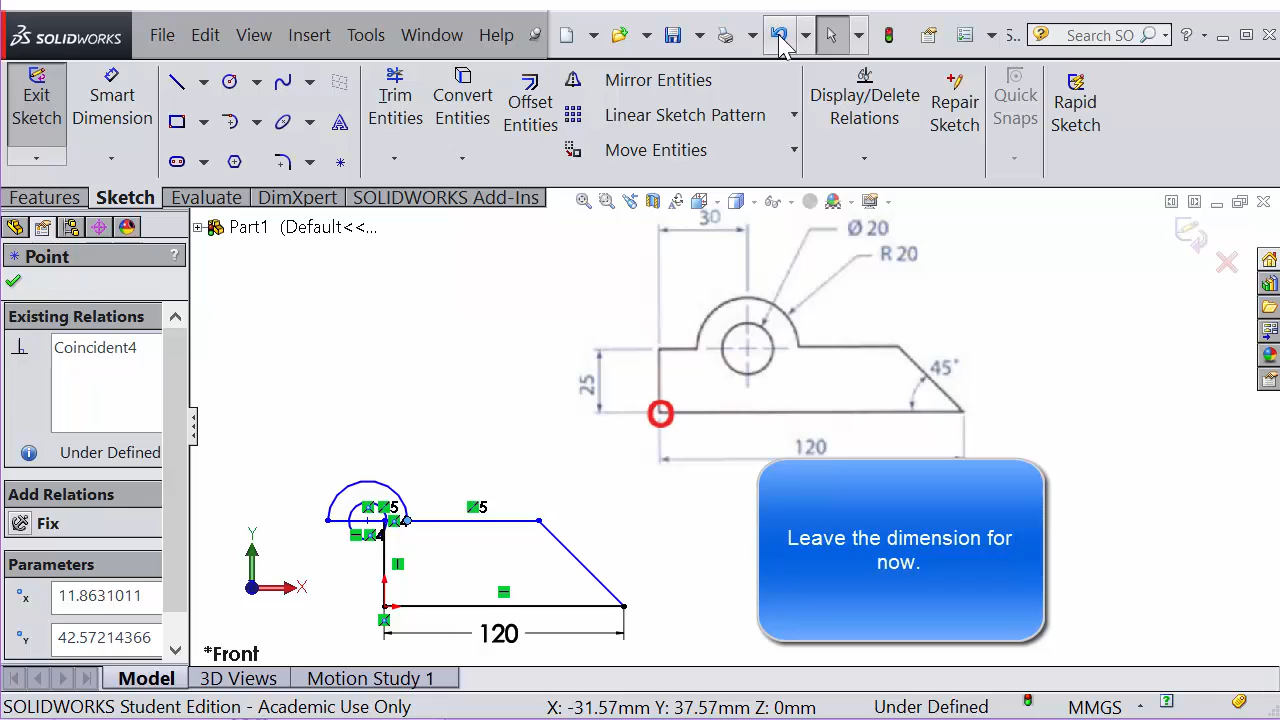 SOLIDWORKS File Edit View Insert Tools Window Help S.. Search SO
Exit Sketch
Smart Dimension
Trim Entities
Convert Entities
Offset Entities
Mirror Entities
Linear Sketch Pattern
Move Entities
Display/Delete Relations
Repair Sketch
Quick Snaps
Rapid Sketch
Features Sketch Evaluate DimXpert SOLIDWORKS Add-Ins
Part1 (Default<<...
Point ?
Existing Relations
Coincident4
Under Defined
Add Relations
Fix
Parameters
11.8631011
42.57214366
30
Ø 20
R 20
25
45°
120
O
5
4
5
4
120
Y
X
*Front
Leave the dimension for
now.
Model 3D Views Motion Study 1
SOLIDWORKS Student Edition - Academic Use Only X: -31.57mm Y: 37.57mm Z: 0mm Under Defined MMGS